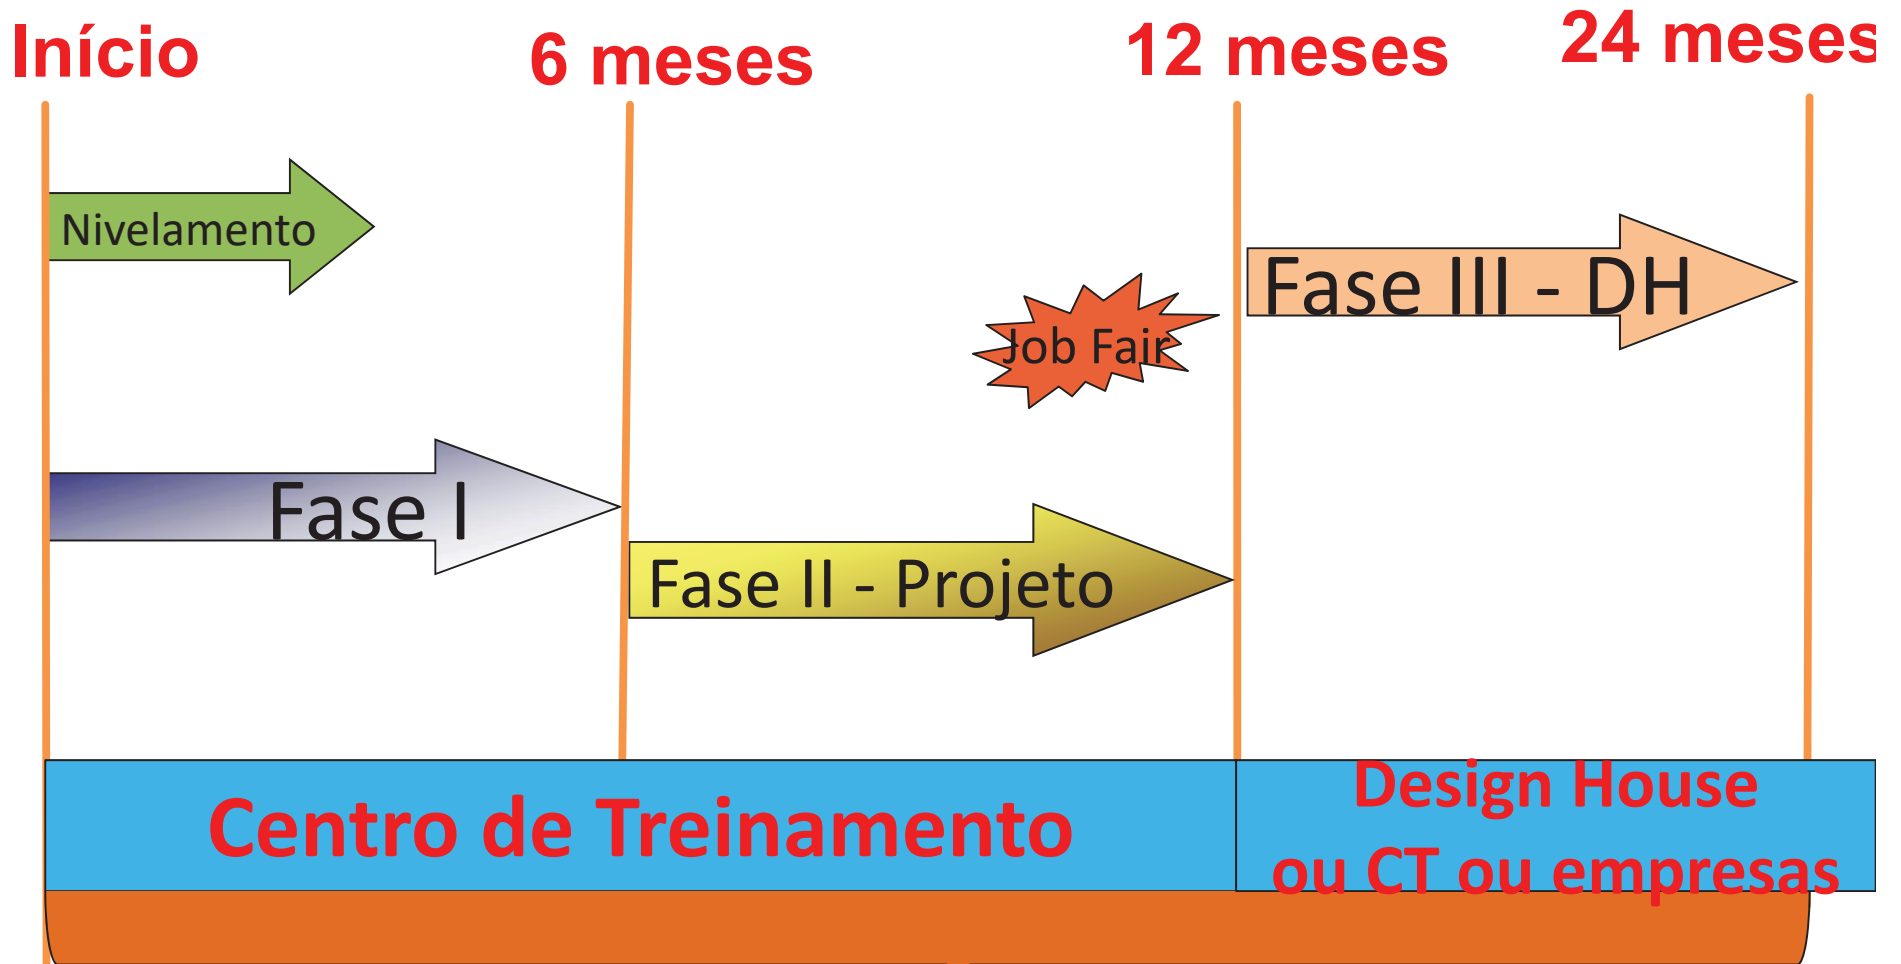 Início
6 meses
12 meses
24 meses
Nivelamento
Fase III - DH
Job Fair
Fase I
Fase II - Projeto
Centro de Treinamento
Design House
ou CT ou empresas